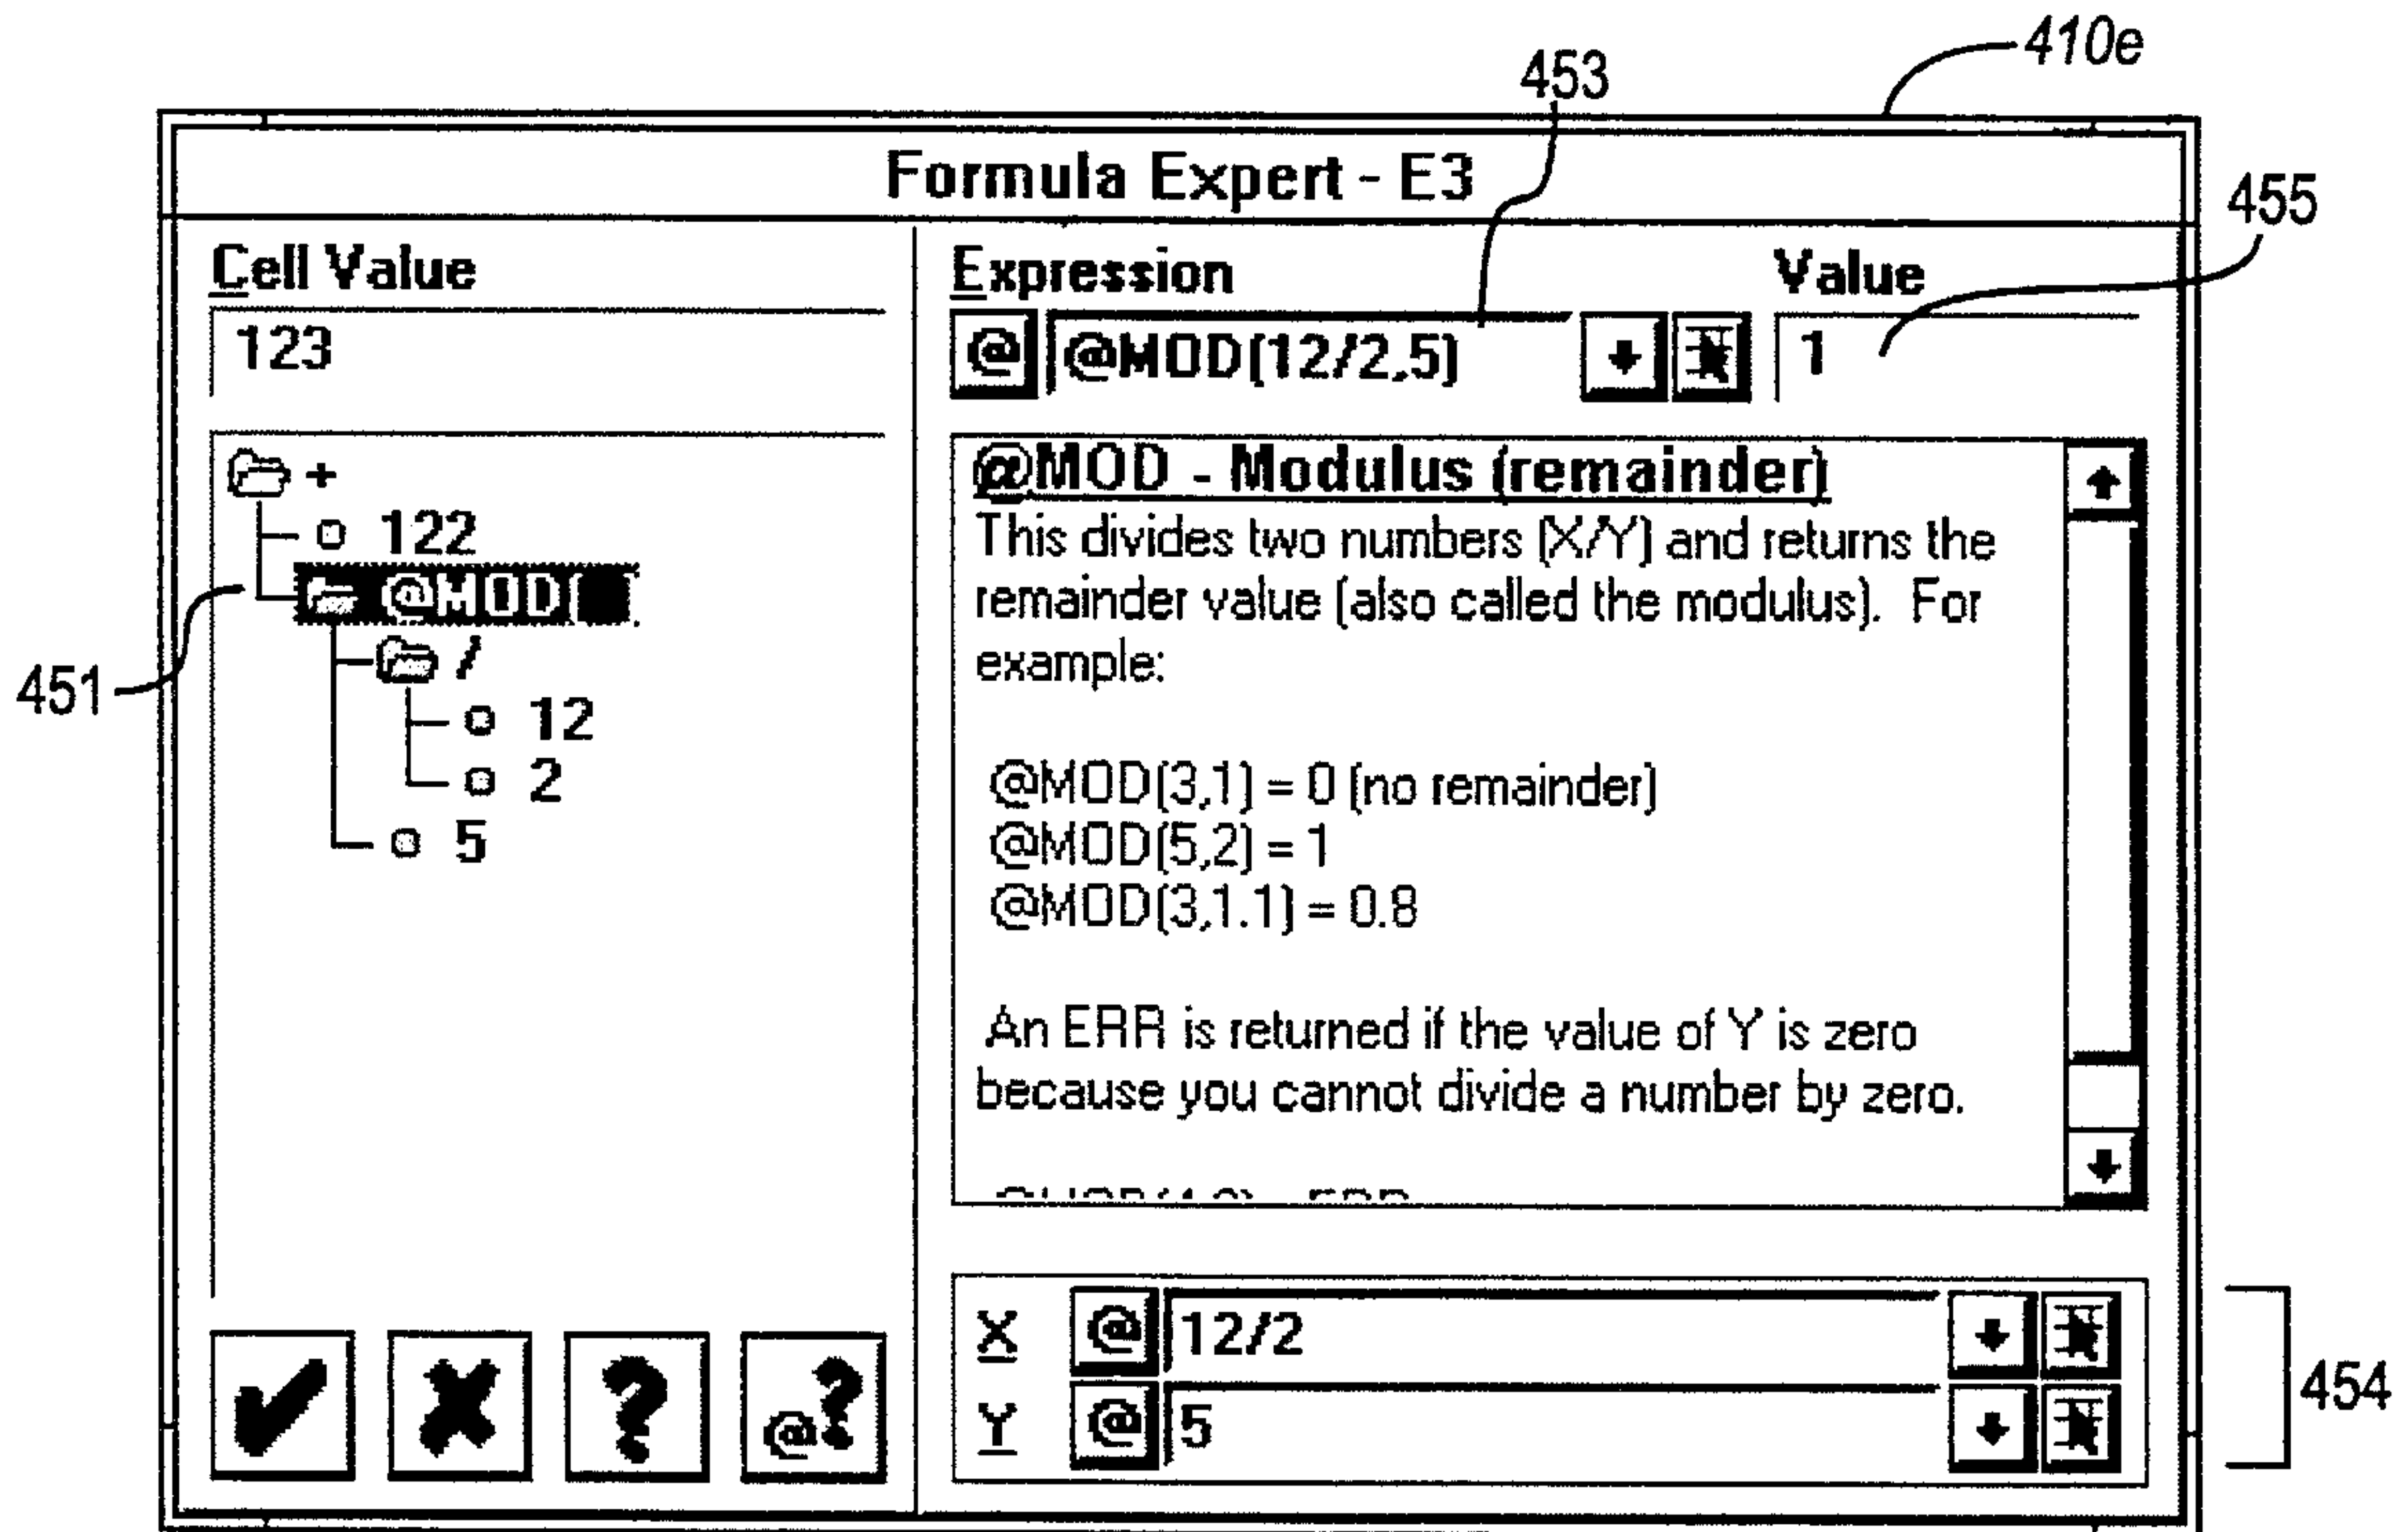 410e
453
Formula Expert - E3
455
Cell Value
Expression
Value
123
@
@MOD(12/2,5)
1
+
122
@MOD(
/
12
2
5
451
@MOD - Modulus (remainder)
This divides two numbers (X/Y) and returns the
remainder value (also called the modulus). For
example:
@MOD(3,1) = 0 (no remainder)
@MOD(5,2) = 1
@MOD(3,1.1) = 0.8
An ERR is returned if the value of Y is zero
because you cannot divide a number by zero.
?
@?
X @ 12/2
Y @ 5
454